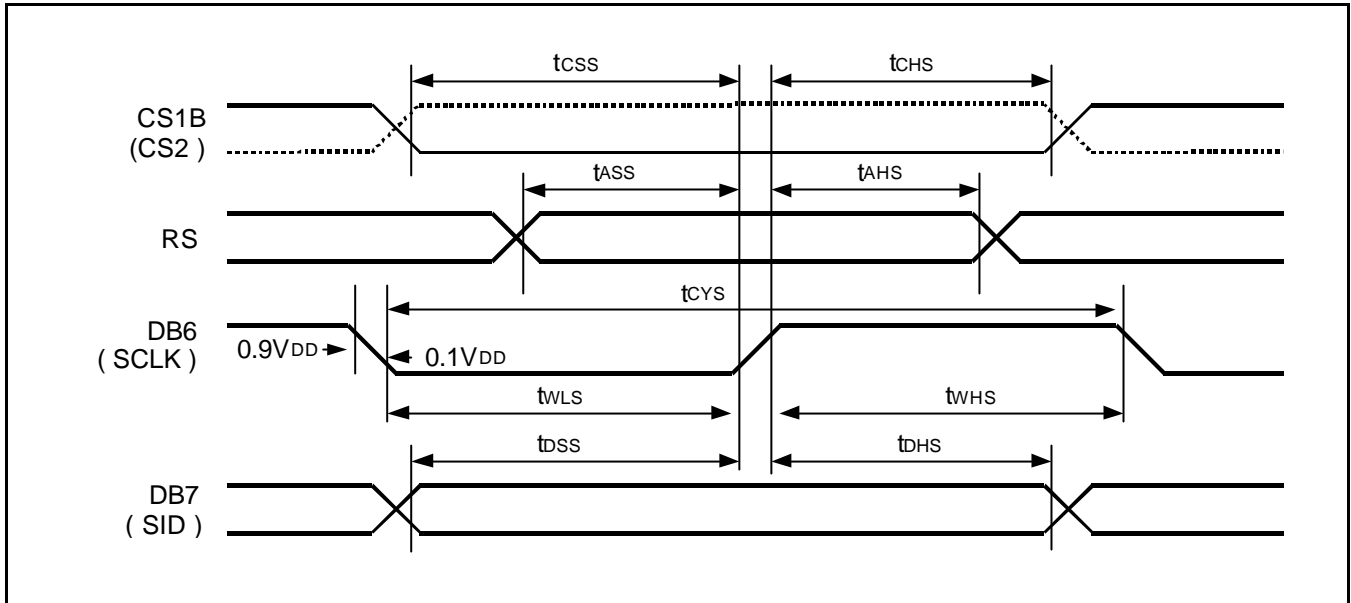 tCSS tCHS
CS1B
(CS2 )
tASS tAHS
RS
tCYS
DB6
( SCLK )
0.9VDD 0.1VDD
tWLS tWHS
tDSS tDHS
DB7
( SID )